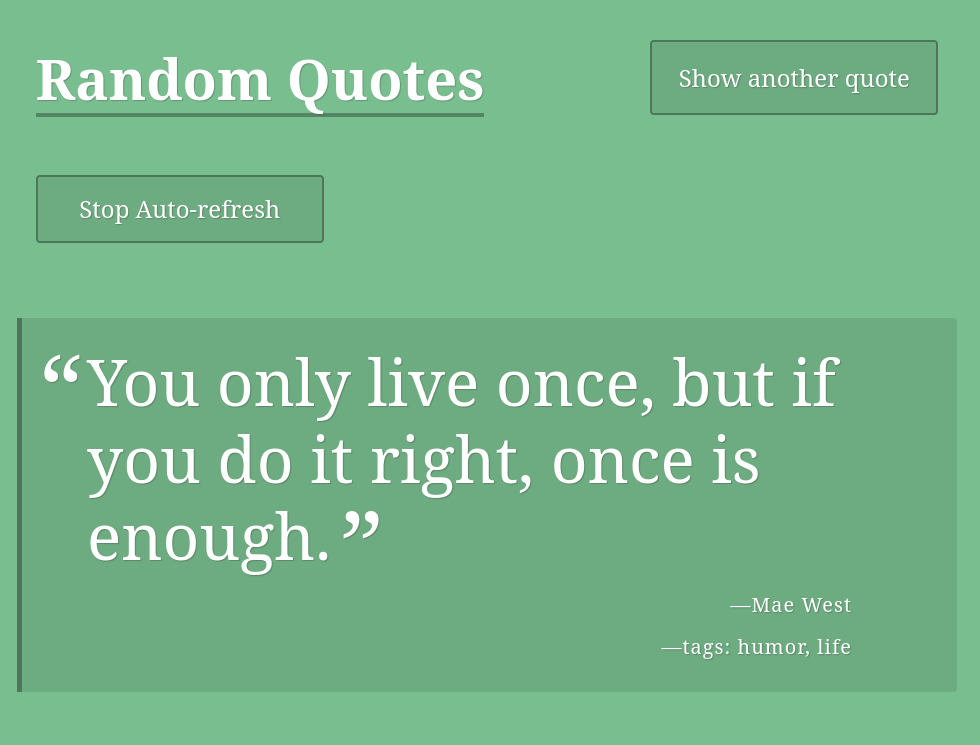 Random Quotes
Show another quote
Stop Auto-refresh
“You only live once, but if
you do it right, once is
enough.”
—Mae West
—tags: humor, life